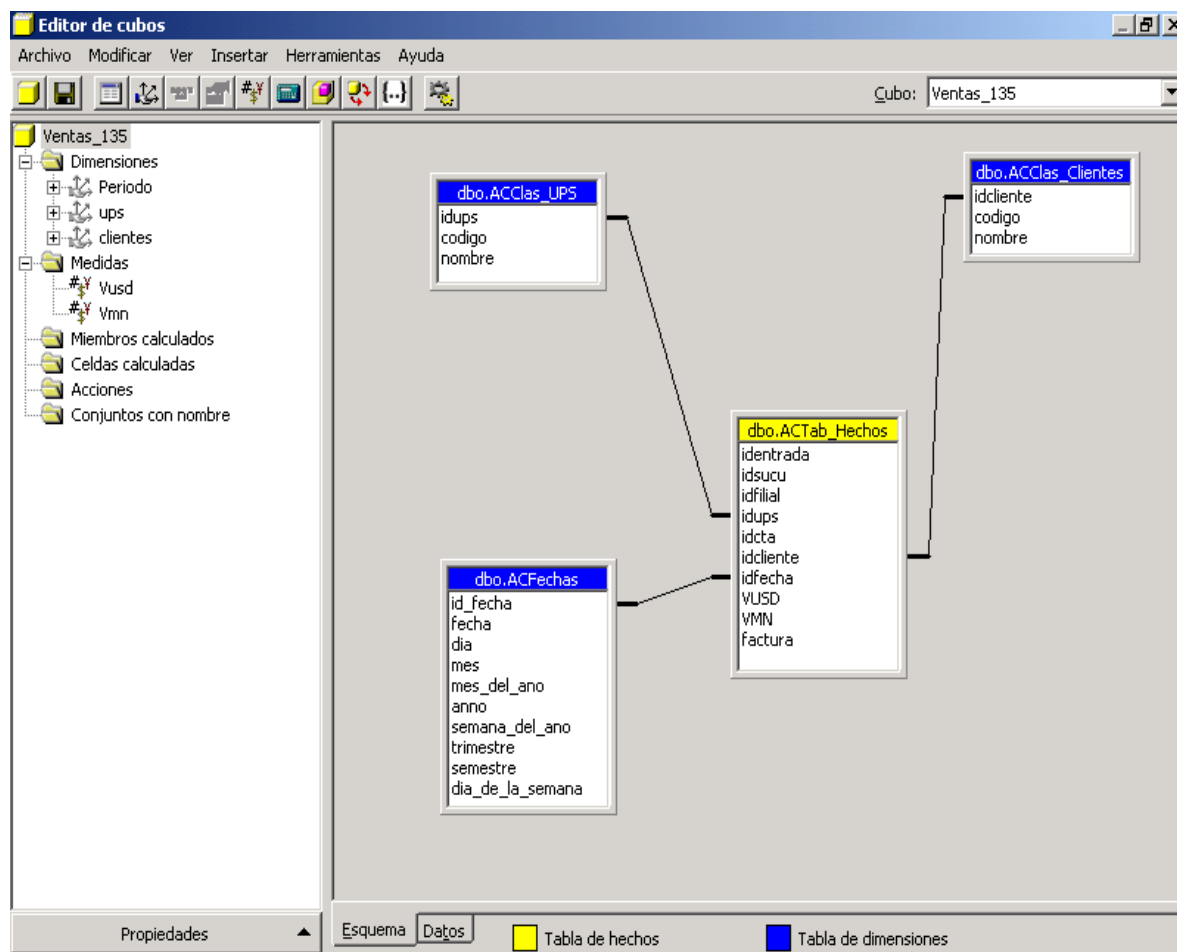 Editor de cubos
Archivo Modificar Ver Insertar Herramientas Ayuda
Cubo: Ventas_135
Ventas_135
Dimensiones
Periodo
ups
clientes
Medidas
Vusd
Vmn
Miembros calculados
Celdas calculadas
Acciones
Conjuntos con nombre
Propiedades
dbo.ACClas_UPS
idups
codigo
nombre
dbo.ACClas_Clientes
idcliente
codigo
nombre
dbo.ACTab_Hechos
identrada
idsucu
idfilial
idups
idcta
idcliente
idfecha
VUSD
VMN
factura
dbo.ACFechas
id_fecha
fecha
dia
mes
mes_del_ano
anno
semana_del_ano
trimestre
semestre
dia_de_la_semana
Esquema Datos
Tabla de hechos
Tabla de dimensiones